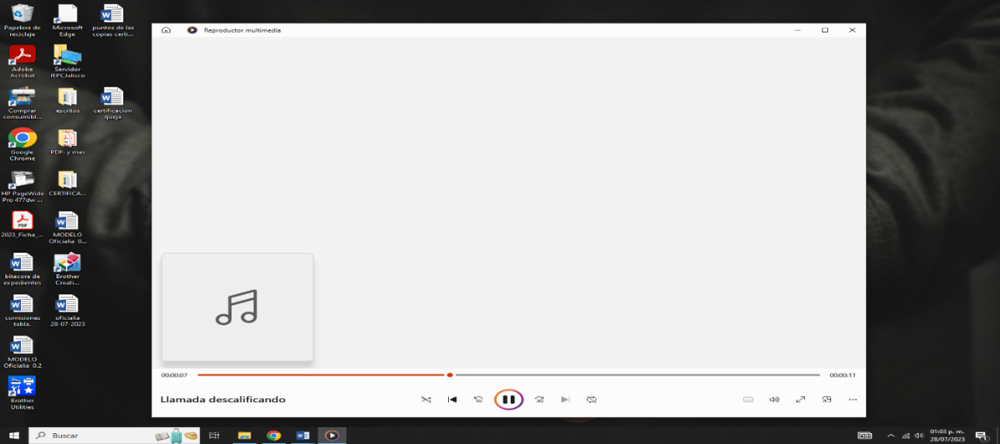 Papelera de
reciclaje
Microsoft
Edge
puntos de las
copias certi...
Adobe
Acrobat
Servidor
IEPCJalisco
Comprar
consumibl...
escritos
certificacion
queja
Google
Chrome
PDF. y mas
HP PageWide
Pro 477dw ...
CERTIFICA...
PDF
2023_Ficha_...
MODELO
Oficialia 0...
bitacora de
expedientes
Brother
Creati...
comisiones
tabla.
oficialia
28-07-2023
MODELO
Oficialia 0.2
Brother
Utilities
Reproductor multimedia
00:00:07
00:00:11
Llamada descalificando
10
30
Buscar
01:03 p. m.
28/07/2023
1